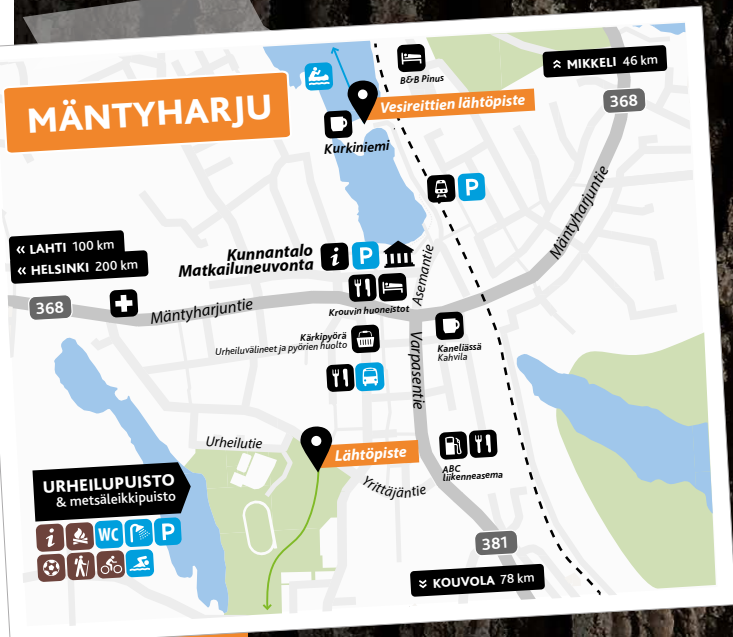 MÄNTYHARJU
B&B Pinus
MIKKELI 46 km
Vesireittien lähtöpiste
368
Kurkiniemi
P
LAHTI 100 km
HELSINKI 200 km
Kunnantalo
Matkailuneuvonta
i P
Asemantie
Mäntyharjuntie
368
Mäntyharjuntie
Krouvin huoneistot
Kärkipyörä
Urheiluvälineet ja pyörien huolto
Varpasentie
Kaneliässä
Kahvila
Urheilutie
Lähtöpiste
ABC
liikenneasema
Yrittäjäntie
URHEILUPUISTO
& metsäleikkipuisto
i WC P
381
KOUVOLA 78 km